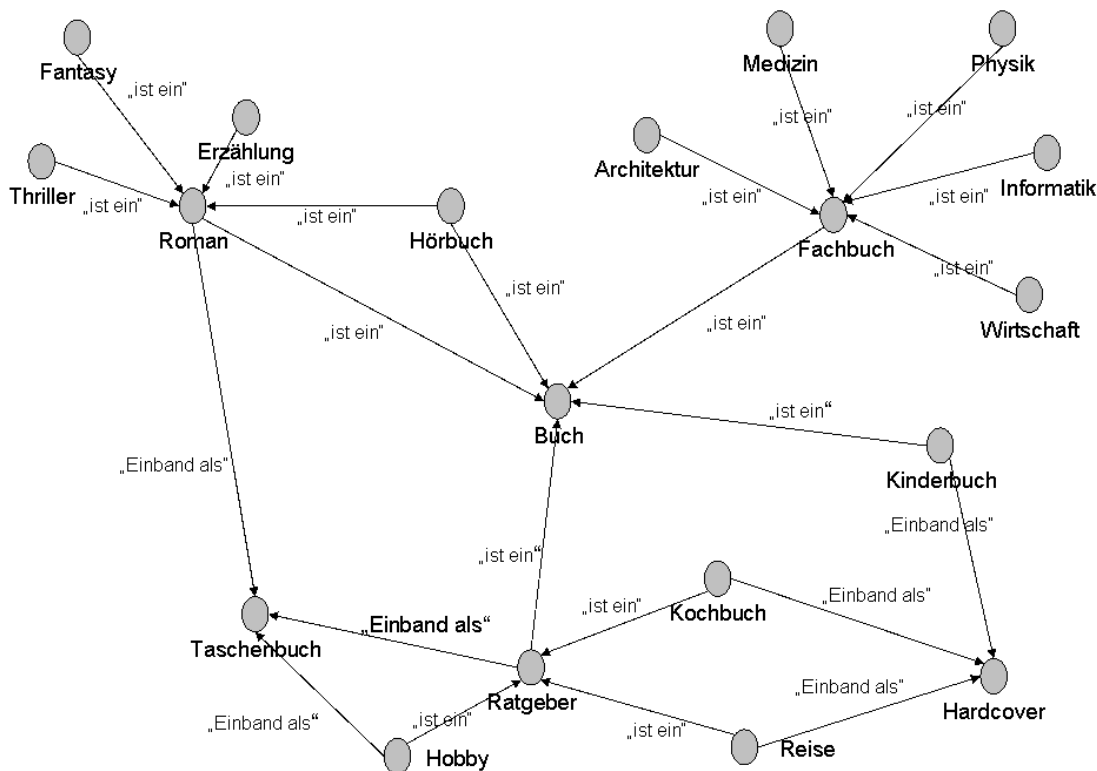 Fantasy
Medizin
Physik
„ist ein“
„ist ein“
„ist ein“
Erzählung
Architektur
Thriller
„ist ein“
„ist ein“
Informatik
„ist ein“
„ist ein“
„ist ein“
„ist ein“
Roman
Hörbuch
Fachbuch
„ist ein“
„ist ein“
Wirtschaft
„ist ein“
„ist ein“
„ist ein“
Buch
„Einband als“
Kinderbuch
„Einband als“
„ist ein“
„Einband als“
„ist ein“
Kochbuch
„Einband als“
Taschenbuch
„Einband als“
Ratgeber
Hardcover
„Einband als“
„ist ein“
„ist ein“
Hobby
Reise